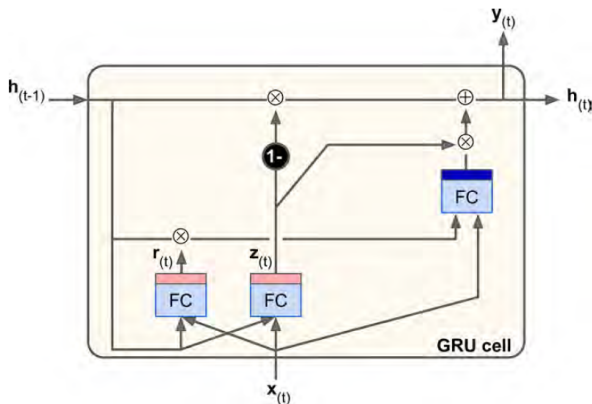 y(t)
h(t-1)
h(t)
1-
FC
r(t)
z(t)
FC
FC
GRU cell
x(t)